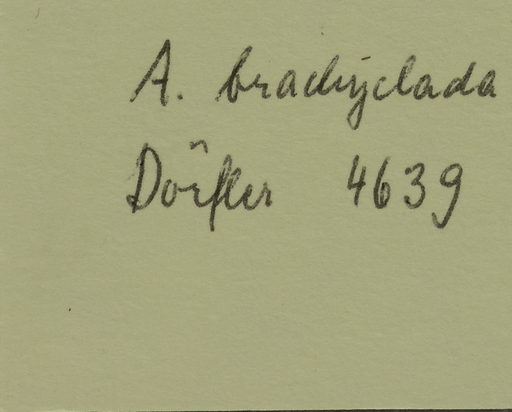 A. brachyclada
Dörfler 4639